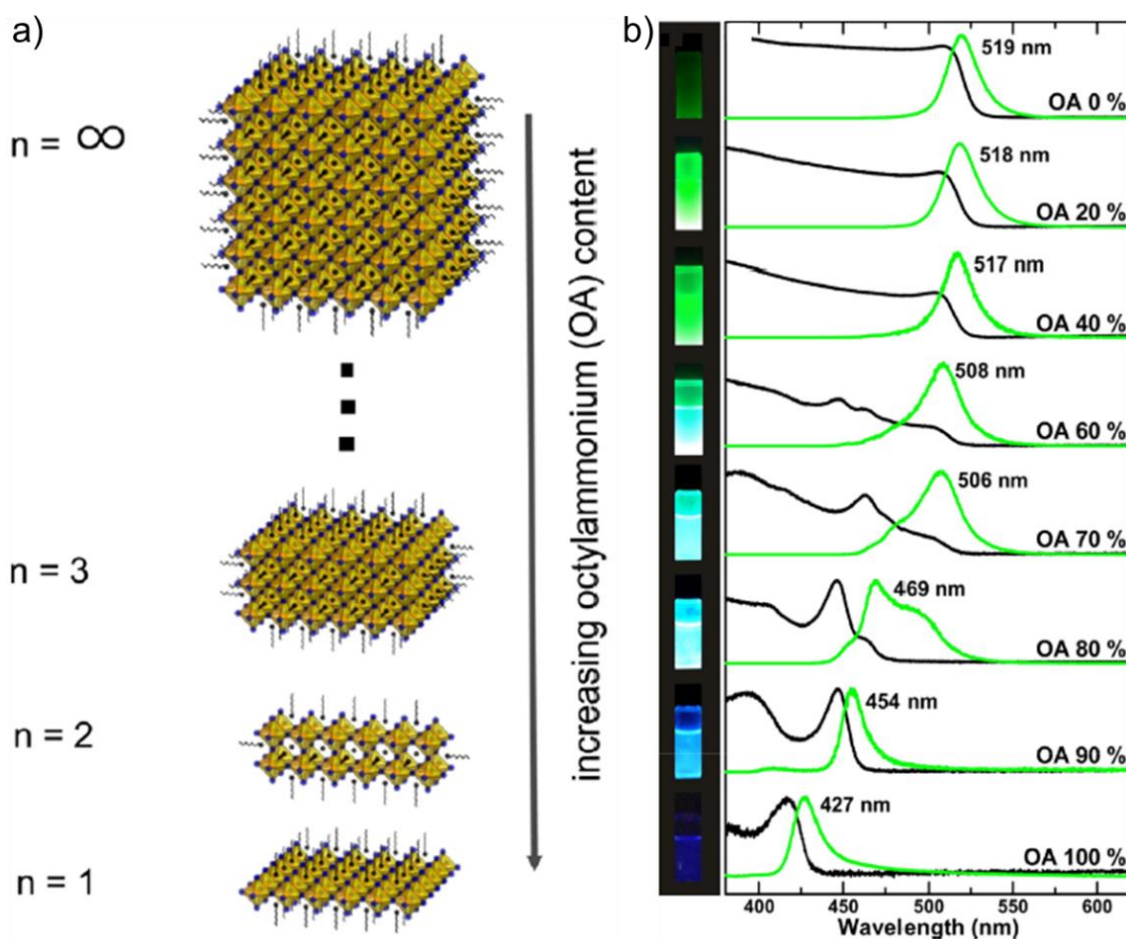 a)
n = ∞
n = 3
n = 2
n = 1
increasing octylammonium (OA) content
b)
519 nm
OA 0 %
518 nm
OA 20 %
517 nm
OA 40 %
508 nm
OA 60 %
506 nm
OA 70 %
469 nm
OA 80 %
454 nm
OA 90 %
427 nm
OA 100 %
400 450 500 550 600
Wavelength (nm)